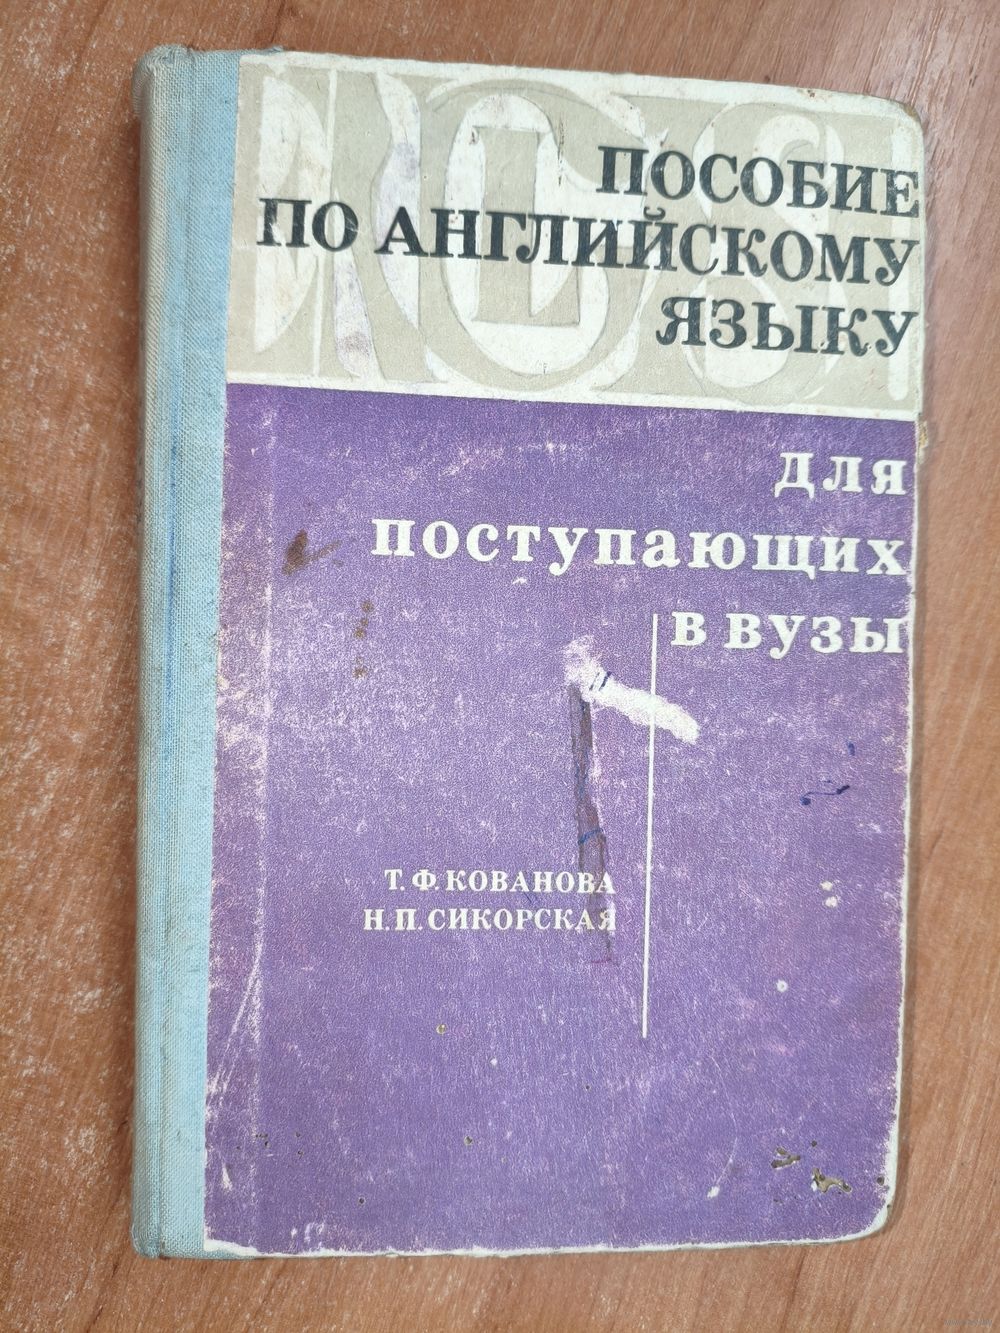 ПОСОБИЕ
ПО АНГЛИЙСКОМУ
ЯЗЫКУ
для
поступающих
в вузы
Т. Ф. КОВАНОВА
Н. П. СИКОРСКАЯ